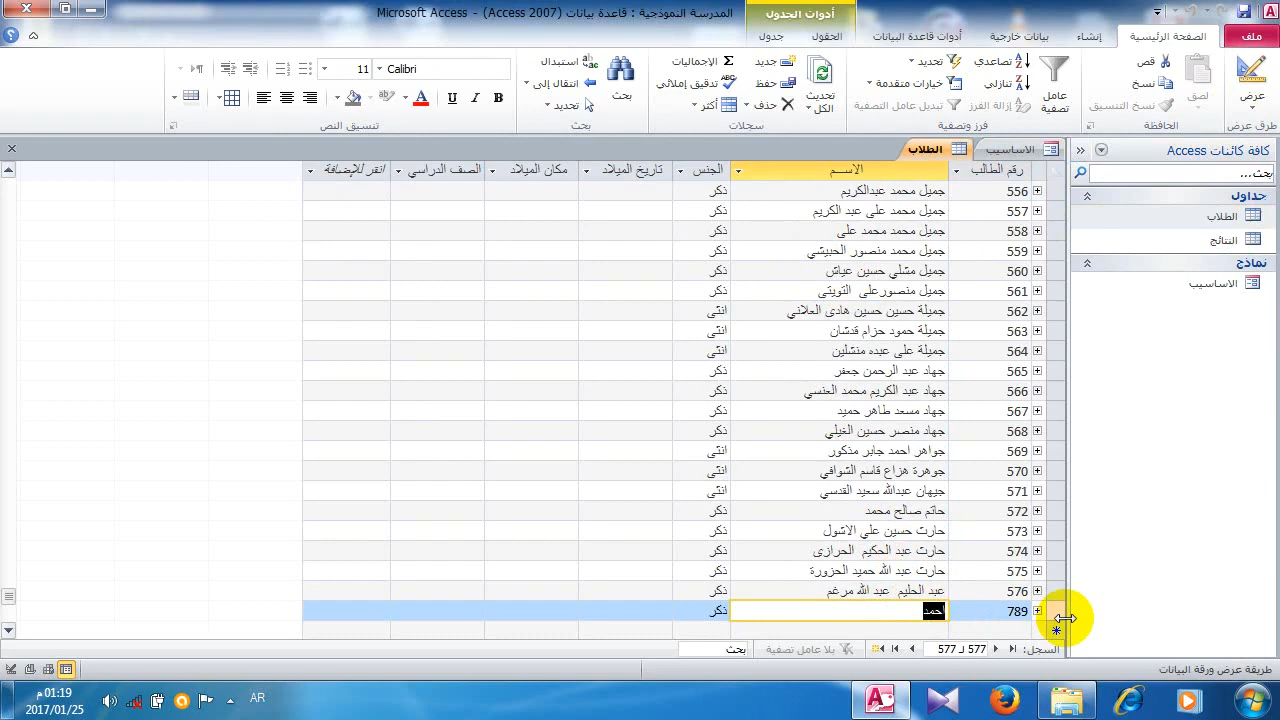 المدرسة النموذجية : قاعدة بيانات (Access 2007) - Microsoft Access
أدوات الجدول
ملف
الصفحة الرئيسية
إنشاء
بيانات خارجية
أدوات قاعدة البيانات
الحقول
جدول
عرض
طرق عرض
لصق
قص
نسخ
نسخ التنسيق
الحافظة
عامل تصفية
تصاعدي
تنازلي
إزالة الفرز
تحديد
خيارات متقدمة
تبديل عامل التصفية
فرز وتصفية
تحديث الكل
جديد
حفظ
حذف
الإجماليات
تدقيق إملائي
أكثر
سجلات
بحث
استبدال
الانتقال إلى
تحديد
بحث
Calibri
11
تنسيق النص
كافة كائنات Access
بحث...
جداول
الطلاب
النتائج
نماذج
الاساسيب
الاساسيب
الطلاب
رقم الطالب الاســم الجنس تاريخ الميلاد مكان الميلاد الصف الدراسي انقر للإضافة
556 جميل محمد عبدالكريم ذكر
557 جميل محمد على عبد الكريم ذكر
558 جميل محمد محمد على ذكر
559 جميل محمد منصور الحبيشي ذكر
560 جميل مشلي حسين عياش ذكر
561 جميل منصورعلى التويتى ذكر
562 جميلة حسين حسين هادى العلاني انثى
563 جميلة حمود حزام قدشان انثى
564 جميلة على عبده منشلين انثى
565 جهاد عبد الرحمن جعفر ذكر
566 جهاد عبد الكريم محمد العنسي ذكر
567 جهاد مسعد طاهر حميد ذكر
568 جهاد منصر حسين الغيلي ذكر
569 جواهر احمد جابر مذكور انثى
570 جوهرة هزاع قاسم الشوافي انثى
571 جيهان عبدالله سعيد القدسي انثى
572 حاتم صالح محمد ذكر
573 حارث حسين علي الاشول ذكر
574 حارث عبد الحكيم الحرازى ذكر
575 حارث عبد الله حميد الحزورة ذكر
576 عبد الحليم عبد الله مرغم ذكر
789 احمد ذكر
السجل: 577 لـ 577 بلا عامل تصفية بحث
طريقة عرض ورقة البيانات
AR
01:19 م
2017/01/25